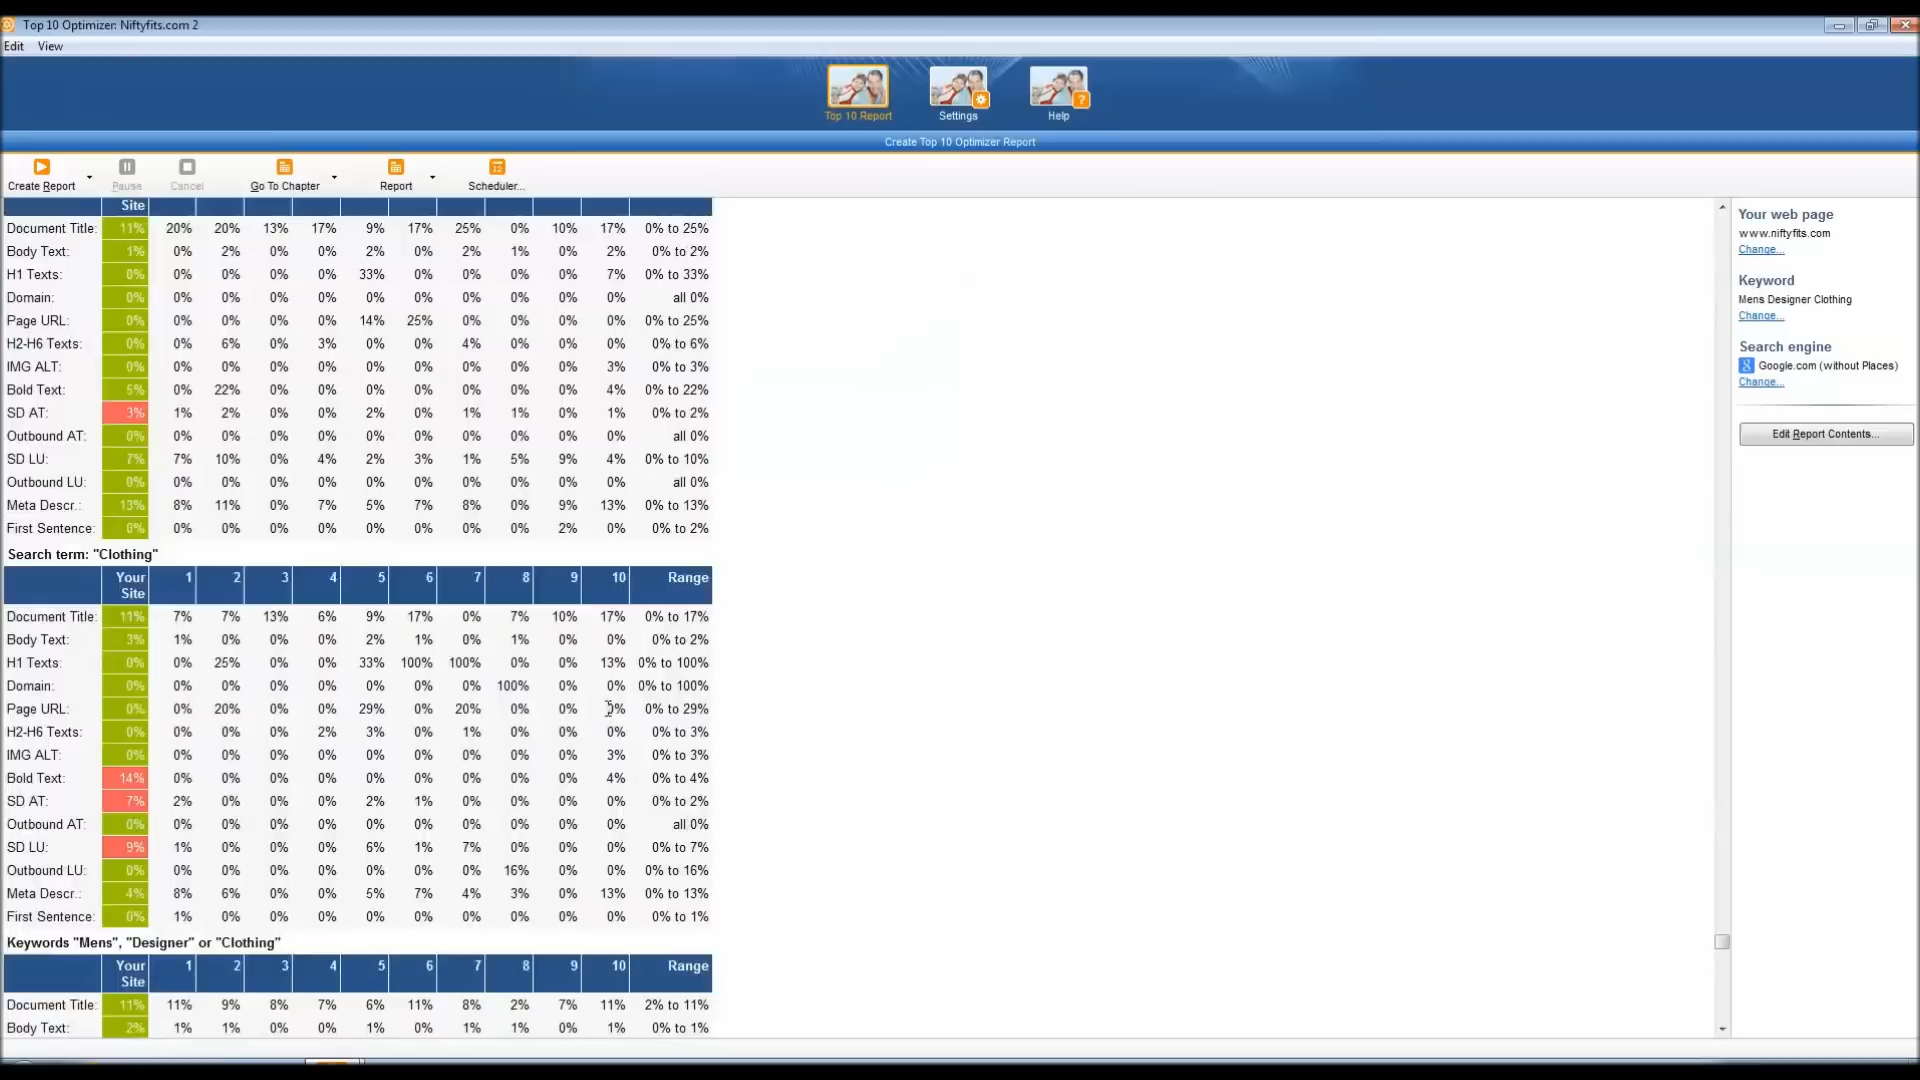 Top 10 Optimizer: Niftyfits.com 2
Edit View
Top 10 Report Settings Help
Create Top 10 Optimizer Report
Create Report Pause Cancel Go To Chapter Report Scheduler...
Site
Document Title: 11% 20% 20% 13% 17% 9% 17% 25% 0% 10% 17% 0% to 25%
Body Text: 1% 0% 2% 0% 0% 2% 0% 2% 1% 0% 2% 0% to 2%
H1 Texts: 0% 0% 0% 0% 0% 33% 0% 0% 0% 0% 7% 0% to 33%
Domain: 0% 0% 0% 0% 0% 0% 0% 0% 0% 0% 0% all 0%
Page URL: 0% 0% 0% 0% 0% 14% 25% 0% 0% 0% 0% 0% to 25%
H2-H6 Texts: 0% 0% 6% 0% 3% 0% 0% 4% 0% 0% 0% 0% to 6%
IMG ALT: 0% 0% 0% 0% 0% 0% 0% 0% 0% 0% 3% 0% to 3%
Bold Text: 5% 0% 22% 0% 0% 0% 0% 0% 0% 0% 4% 0% to 22%
SD AT: 3% 1% 2% 0% 0% 2% 0% 1% 1% 0% 1% 0% to 2%
Outbound AT: 0% 0% 0% 0% 0% 0% 0% 0% 0% 0% 0% all 0%
SD LU: 7% 7% 10% 0% 4% 2% 3% 1% 5% 9% 4% 0% to 10%
Outbound LU: 0% 0% 0% 0% 0% 0% 0% 0% 0% 0% 0% all 0%
Meta Descr.: 13% 8% 11% 0% 7% 5% 7% 8% 0% 9% 13% 0% to 13%
First Sentence: 0% 0% 0% 0% 0% 0% 0% 0% 0% 2% 0% 0% to 2%
Search term: "Clothing"
Your Site 1 2 3 4 5 6 7 8 9 10 Range
Document Title: 11% 7% 7% 13% 6% 9% 17% 0% 7% 10% 17% 0% to 17%
Body Text: 3% 1% 0% 0% 0% 2% 1% 0% 1% 0% 0% 0% to 2%
H1 Texts: 0% 0% 25% 0% 0% 33% 100% 100% 0% 0% 13% 0% to 100%
Domain: 0% 0% 0% 0% 0% 0% 0% 0% 100% 0% 0% 0% to 100%
Page URL: 0% 0% 20% 0% 0% 29% 0% 20% 0% 0% 0% 0% to 29%
H2-H6 Texts: 0% 0% 0% 0% 2% 3% 0% 1% 0% 0% 0% 0% to 3%
IMG ALT: 0% 0% 0% 0% 0% 0% 0% 0% 0% 0% 3% 0% to 3%
Bold Text: 14% 0% 0% 0% 0% 0% 0% 0% 0% 0% 4% 0% to 4%
SD AT: 7% 2% 0% 0% 0% 2% 1% 0% 0% 0% 0% 0% to 2%
Outbound AT: 0% 0% 0% 0% 0% 0% 0% 0% 0% 0% 0% all 0%
SD LU: 9% 1% 0% 0% 0% 6% 1% 7% 0% 0% 0% 0% to 7%
Outbound LU: 0% 0% 0% 0% 0% 0% 0% 0% 16% 0% 0% 0% to 16%
Meta Descr.: 4% 8% 6% 0% 0% 5% 7% 4% 3% 0% 13% 0% to 13%
First Sentence: 0% 1% 0% 0% 0% 0% 0% 0% 0% 0% 0% 0% to 1%
Keywords "Mens", "Designer" or "Clothing"
Your Site 1 2 3 4 5 6 7 8 9 10 Range
Document Title: 11% 11% 9% 8% 7% 6% 11% 8% 2% 7% 11% 2% to 11%
Body Text: 2% 1% 1% 0% 0% 1% 0% 1% 1% 0% 1% 0% to 1%
Your web page
www.niftyfits.com
Change...
Keyword
Mens Designer Clothing
Change...
Search engine
Google.com (without Places)
Change...
Edit Report Contents...